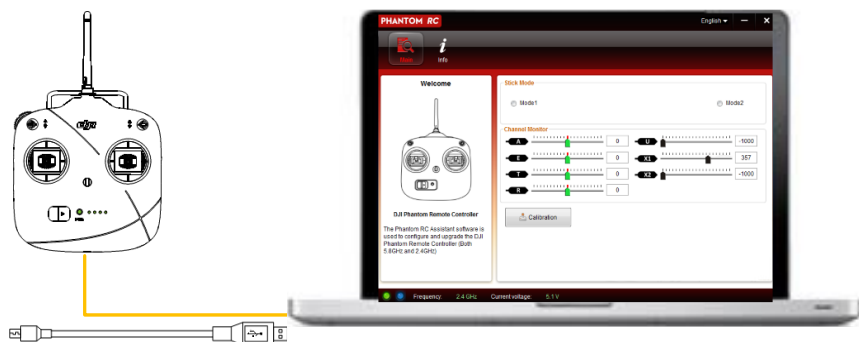 PHANTOM RC
English
Info
Welcome
DJI Phantom Remote Controller
The Phantom RC Assistant software is
used to configure and upgrade the DJI
Phantom Remote Controller (Both
5.8GHz and 2.4GHz)
Stick Mode
Mode1
Mode2
Channel Monitor
A 0
U -1000
E 0
X1 357
T 0
X2 -1000
R 0
Calibration
Frequency: 2.4 GHz Current voltage: 5.1 V
dji